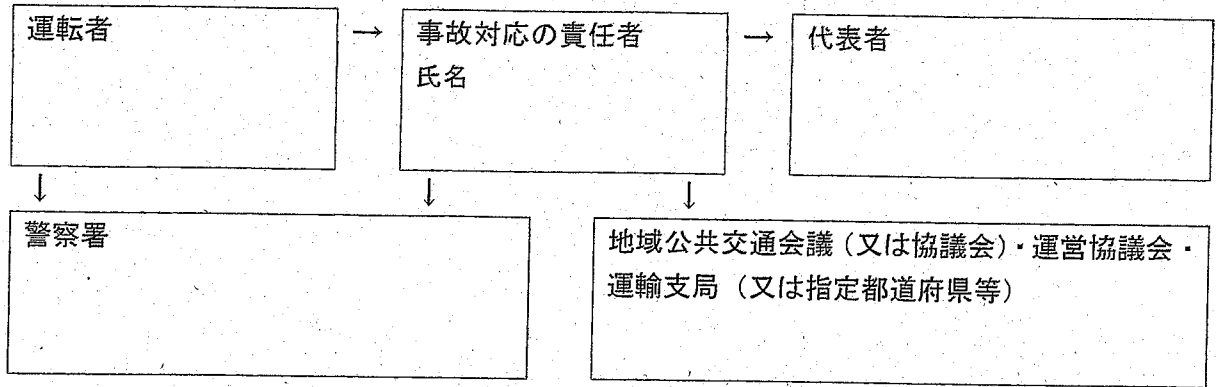 運転者
→
事故対応の責任者
氏名
→
代表者
↓
↓
↓
警察署
地域公共交通会議（又は協議会）・運営協議会・
運輸支局（又は指定都道府県等）